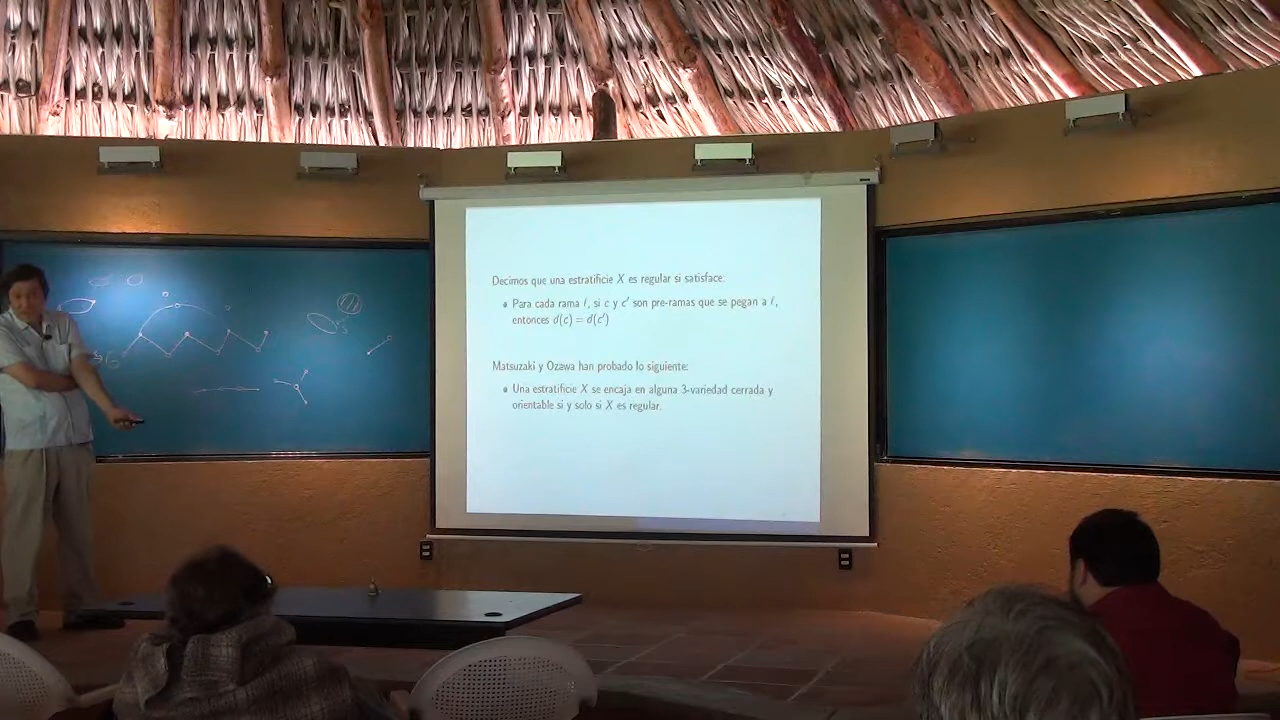 Decimos que una estratificie X es regular si satisface:
• Para cada rama ℓ, si c y c′ son pre-ramas que se pegan a ℓ,
entonces d(c) = d(c′)
Matsuzaki y Ozawa han probado lo siguiente:
• Una estratificie X se encaja en alguna 3-variedad cerrada y
orientable si y solo si X es regular.